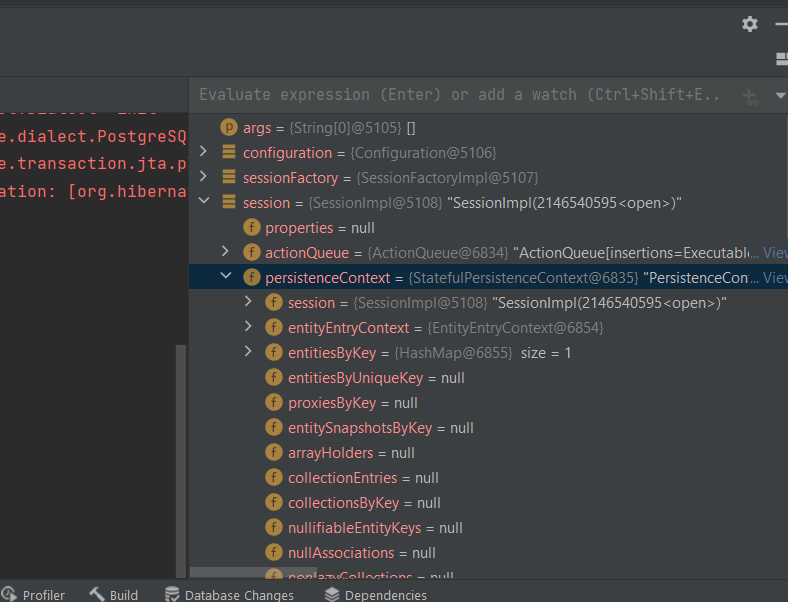 Evaluate expression (Enter) or add a watch (Ctrl+Shift+E..
e.dialect.PostgreSQ
e.transaction.jta.p
ation: [org.hiberna
p args = {String[0]@5105} []
configuration = {Configuration@5106}
sessionFactory = {SessionFactoryImpl@5107}
session = {SessionImpl@5108} "SessionImpl(2146540595<open>)"
f properties = null
f actionQueue = {ActionQueue@6834} "ActionQueue[insertions=Executabl... View
f persistenceContext = {StatefulPersistenceContext@6835} "PersistenceCon... View
f session = {SessionImpl@5108} "SessionImpl(2146540595<open>)"
f entityEntryContext = {EntityEntryContext@6854}
f entitiesByKey = {HashMap@6855} size = 1
f entitiesByUniqueKey = null
f proxiesByKey = null
f entitySnapshotsByKey = null
f arrayHolders = null
f collectionEntries = null
f collectionsByKey = null
f nullifiableEntityKeys = null
f nullAssociations = null
f nonlazyCollections = null
Profiler Build Database Changes Dependencies